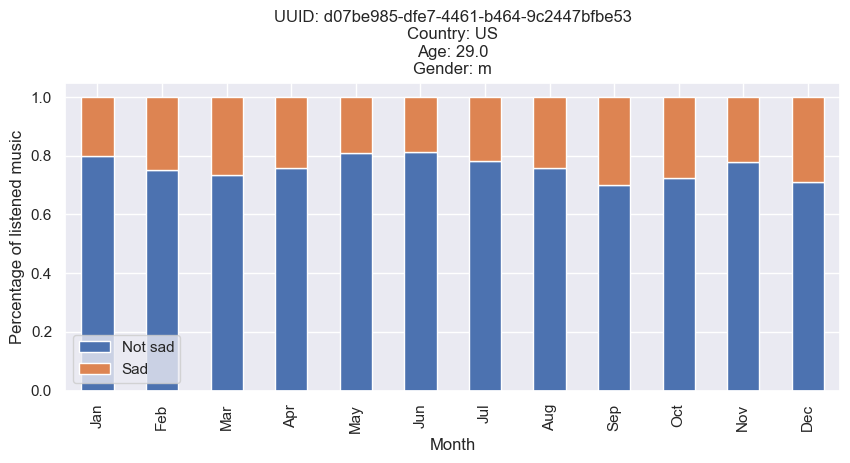 UUID: d07be985-dfe7-4461-b464-9c2447bfbe53
Country: US
Age: 29.0
Gender: m
Percentage of listened music
1.0
0.8
0.6
0.4
0.2
0.0
Not sad
Sad
Jan
Feb
Mar
Apr
May
Jun
Jul
Aug
Sep
Oct
Nov
Dec
Month